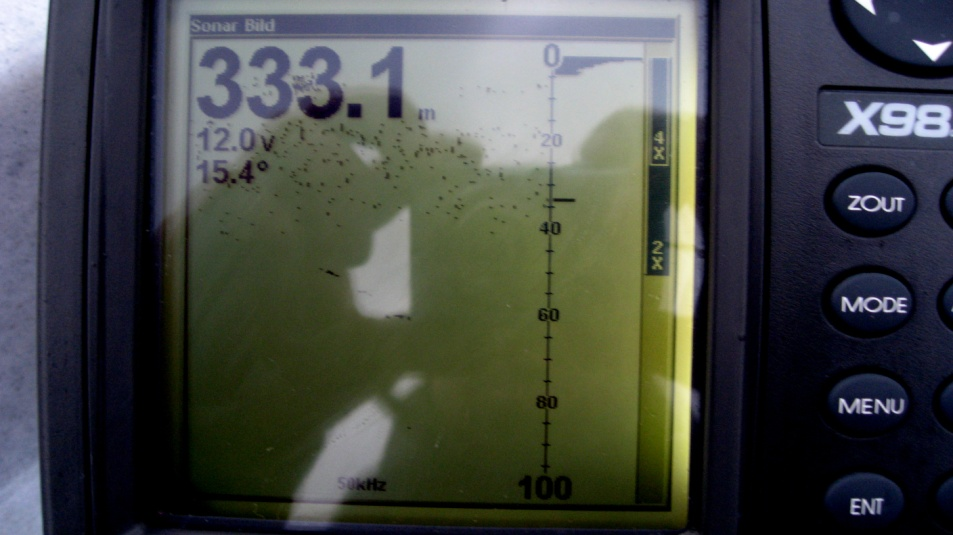 Sonar Bild
333.1 m
12.0 v
15.4°
0
20
40
60
80
100
4X
2X
50kHz
X98
ZOUT
MODE
MENU
ENT